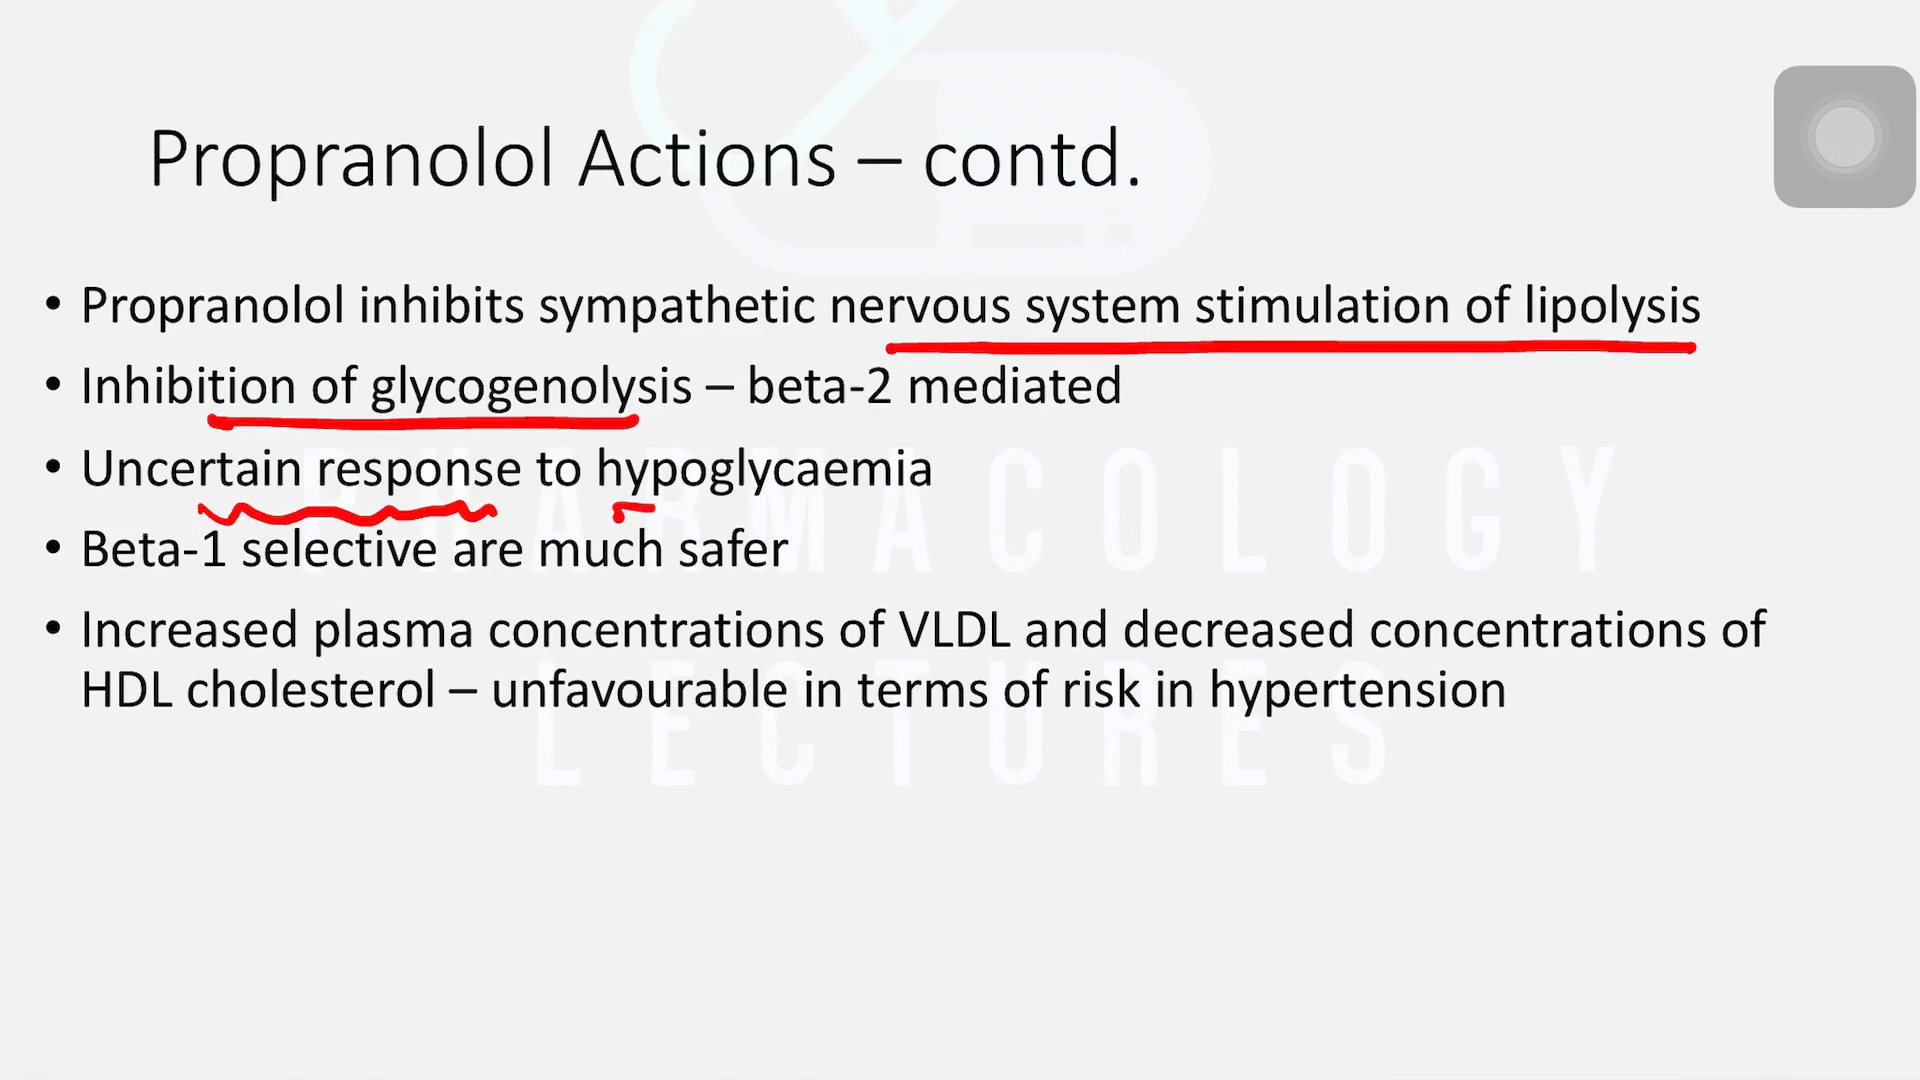 Propranolol Actions – contd.
• Propranolol inhibits sympathetic nervous system stimulation of lipolysis
• Inhibition of glycogenolysis – beta-2 mediated
• Uncertain response to hypoglycaemia
• Beta-1 selective are much safer
• Increased plasma concentrations of VLDL and decreased concentrations of
HDL cholesterol – unfavourable in terms of risk in hypertension
PHARMACOLOGY
LECTURES